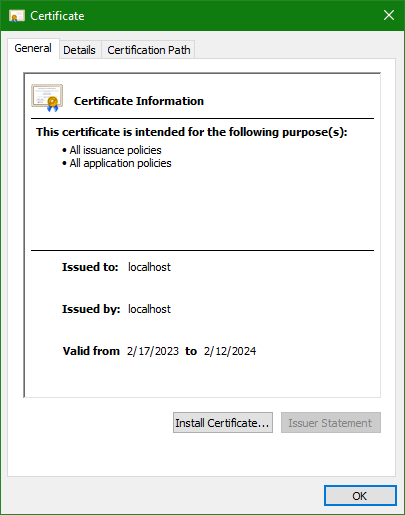 Certificate
General Details Certification Path
Certificate Information
This certificate is intended for the following purpose(s):
• All issuance policies
• All application policies
Issued to: localhost
Issued by: localhost
Valid from 2/17/2023 to 2/12/2024
Install Certificate... Issuer Statement
OK